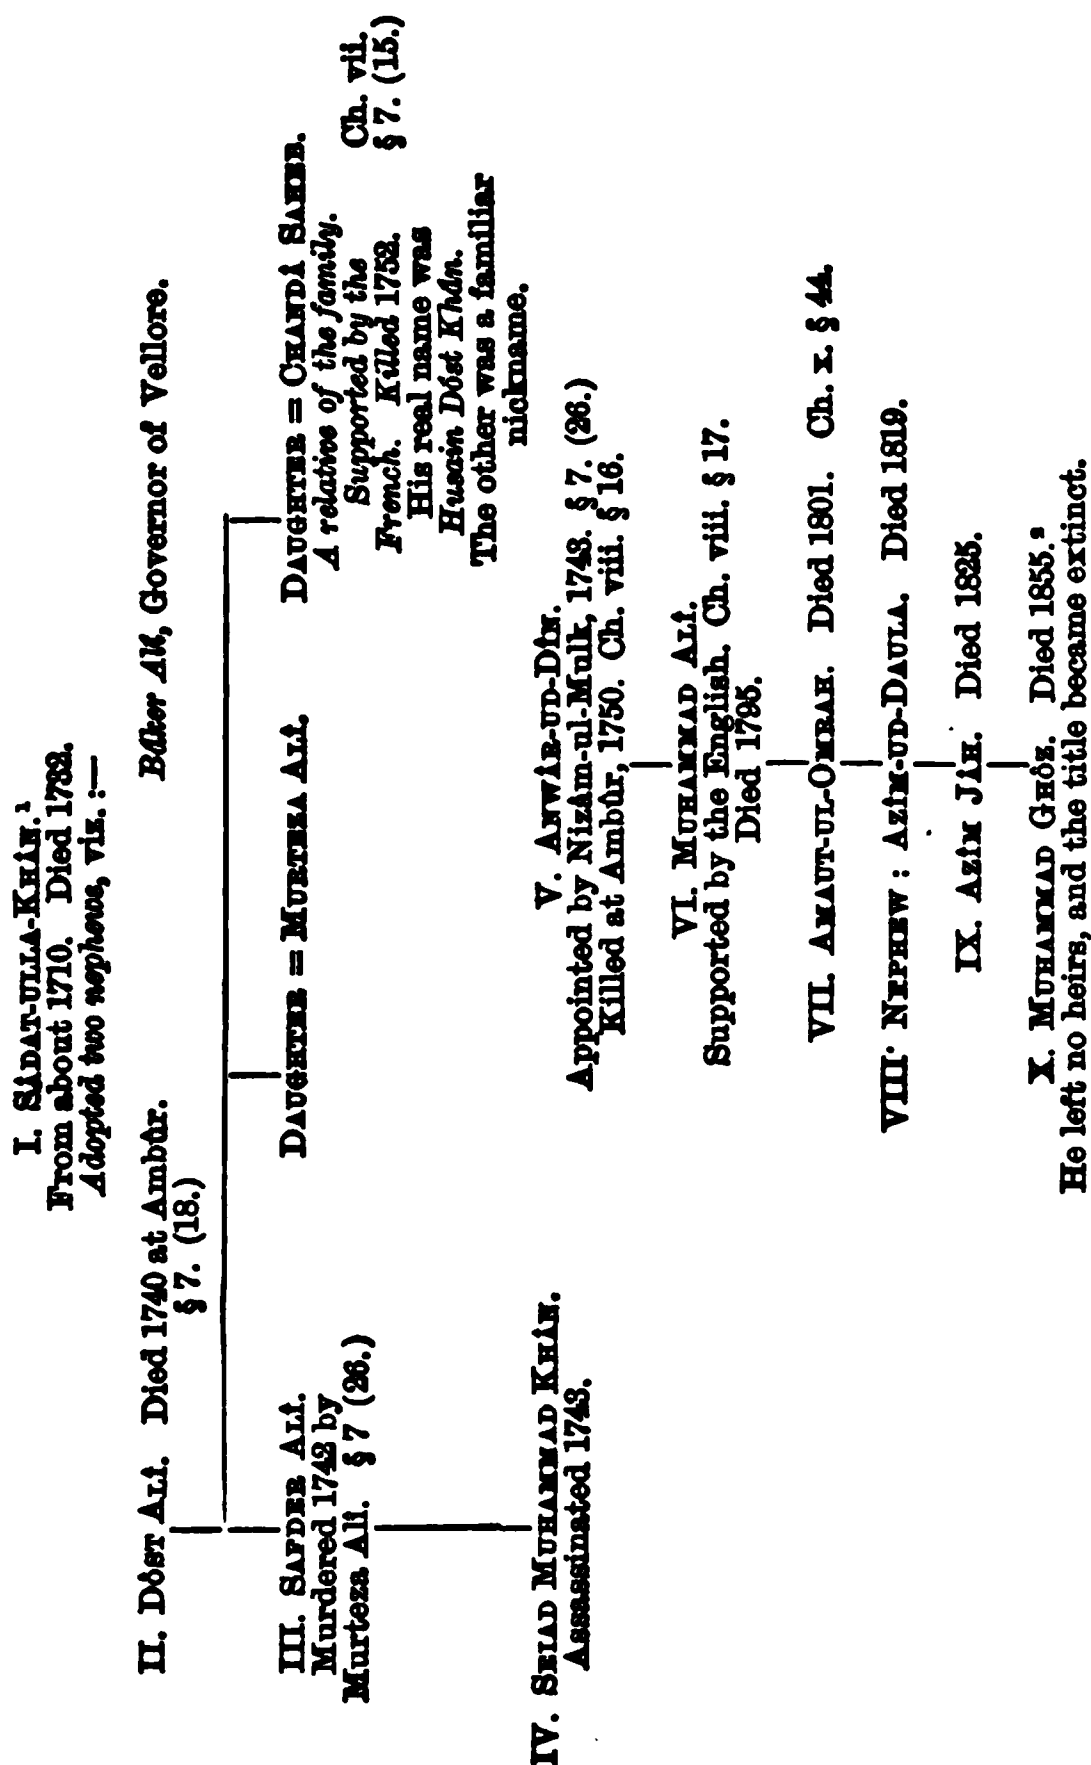 I. SÂDAT-ULLA-KHÂN.¹
From about 1710. Died 1732.
Adopted two nephews, viz. :—
II. DÔST ALÎ. Died 1740 at Ambûr.
§ 7. (18.)
Bâker Alî, Governor of Vellore.
III. SAFDER ALÎ.
Murdered 1742 by
Murteza Ali. § 7 (26.)
DAUGHTER = MURTEZA ALÎ.
DAUGHTER = CHANDÂ SAHEB.
A relative of the family.
Supported by the
French. Killed 1752.
Ch. vii.
§ 7. (15.)
His real name was
Husain Dôst Khân.
The other was a familiar
nickname.
IV. SEIAD MUHAMMAD KHÂN.
Assassinated 1743.
V. ANWÂR-UD-DÎN.
Appointed by Nizâm-ul-Mulk, 1743. § 7. (26.)
Killed at Ambûr, 1750. Ch. viii. § 16.
VI. MUHAMMAD ALÎ.
Supported by the English. Ch. viii. § 17.
Died 1795.
VII. AMAUT-UL-OMRAH. Died 1801. Ch. x. § 44.
VIII. NEPHEW : AZÎM-UD-DAULA. Died 1819.
IX. AZÎM JÂH. Died 1825.
X. MUHAMMAD GHÔZ. Died 1855.²
He left no heirs, and the title became extinct.